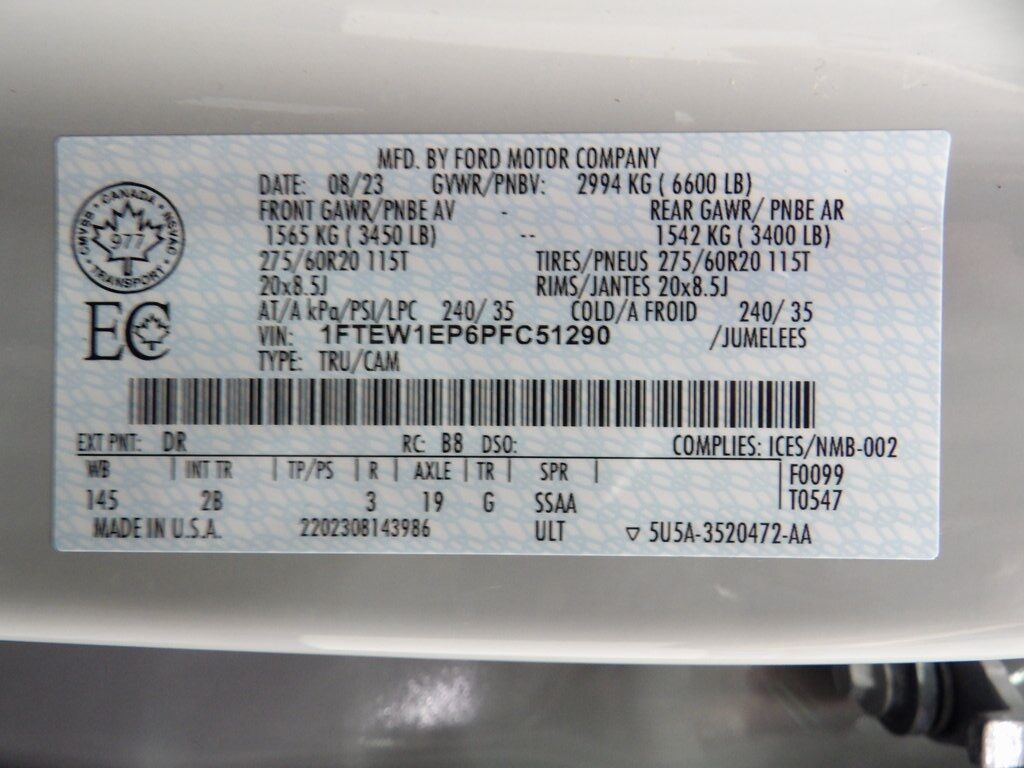 MFD. BY FORD MOTOR COMPANY
DATE: 08/23 GVWR/PNBV: 2994 KG ( 6600 LB)
FRONT GAWR/PNBE AV - REAR GAWR/ PNBE AR
1565 KG ( 3450 LB) -- 1542 KG ( 3400 LB)
275/60R20 115T TIRES/PNEUS 275/60R20 115T
20x8.5J RIMS/JANTES 20x8.5J
AT/A kPa/PSI/LPC 240/ 35 COLD/A FROID 240/ 35
VIN: 1FTEW1EP6PFC51290 /JUMELEES
TYPE: TRU/CAM
CANADA
CMVSS NSVAC
977
TRANSPORT
EC
EXT PNT: DR RC: B8 DSO: COMPLIES: ICES/NMB-002
WB | INT TR | TP/PS | R | AXLE | TR | SPR | F0099
145 2B 3 19 G SSAA T0547
MADE IN U.S.A. 2202308143986 ULT ▽ 5U5A-3520472-AA